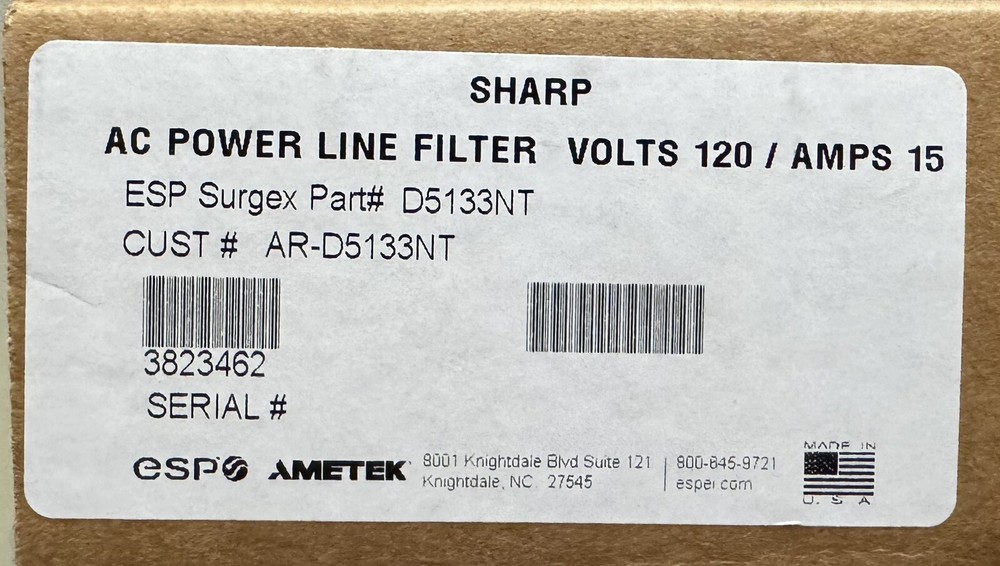 SHARP
AC POWER LINE FILTER VOLTS 120 / AMPS 15
ESP Surgex Part# D5133NT
CUST # AR-D5133NT
3823462
SERIAL #
esp AMETEK
8001 Knightdale Blvd Suite 121
Knightdale, NC 27545
800-845-9721
espei.com
MADE IN
U. S A